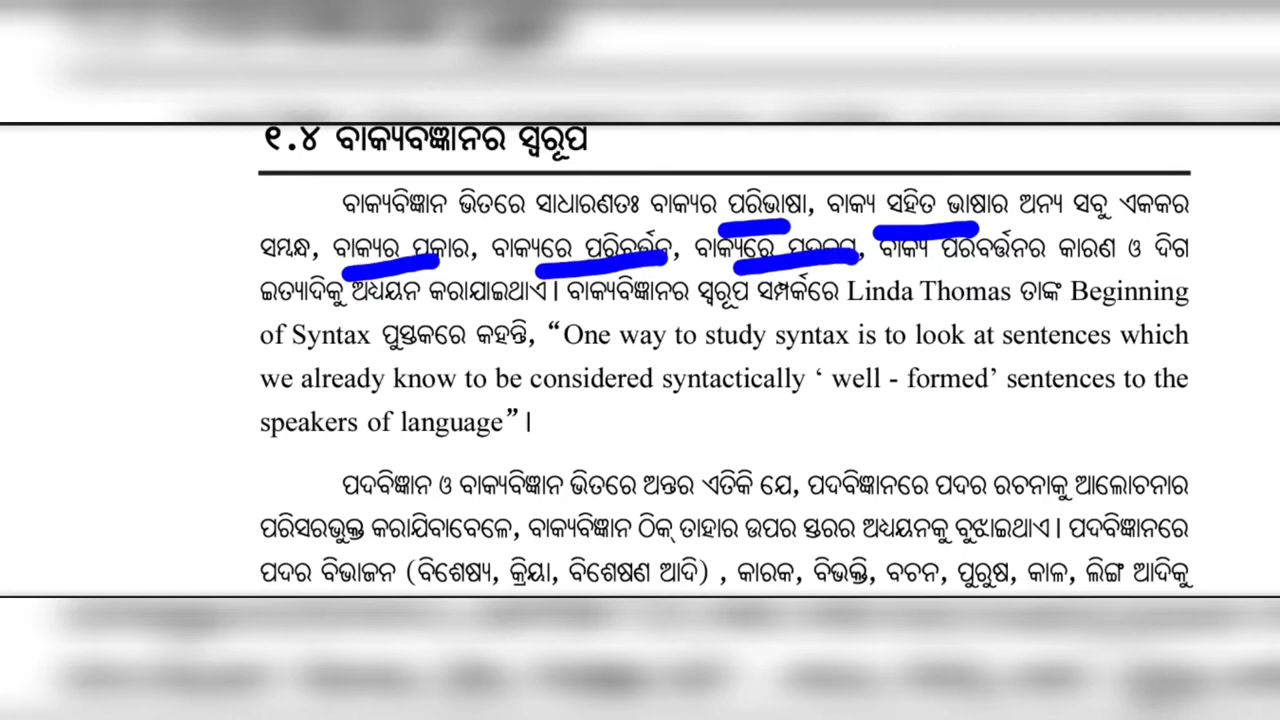 ୧.୪ ବାକ୍ୟବିଜ୍ଞାନର ସ୍ୱରୂପ
ବାକ୍ୟବିଜ୍ଞାନ ଭିତରେ ସାଧାରଣତଃ ବାକ୍ୟର ପରିଭାଷା, ବାକ୍ୟ ସହିତ ଭାଷାର ଅନ୍ୟ ସବୁ ଏକକର
ସମ୍ବନ୍ଧ, ବାକ୍ୟର ପ୍ରକାର, ବାକ୍ୟରେ ପରିବର୍ତ୍ତନ, ବାକ୍ୟରେ ପଦକ୍ରମ, ବାକ୍ୟ ପରିବର୍ତ୍ତନର କାରଣ ଓ ଦିଗ
ଇତ୍ୟାଦିକୁ ଅଧ୍ୟୟନ କରାଯାଇଥାଏ। ବାକ୍ୟବିଜ୍ଞାନର ସ୍ୱରୂପ ସମ୍ପର୍କରେ Linda Thomas ତାଙ୍କ Beginning
of Syntax ପୁସ୍ତକରେ କହନ୍ତି, “One way to study syntax is to look at sentences which
we already know to be considered syntactically ‘ well - formed’ sentences to the
speakers of language”।
ପଦବିଜ୍ଞାନ ଓ ବାକ୍ୟବିଜ୍ଞାନ ଭିତରେ ଅନ୍ତର ଏତିକି ଯେ, ପଦବିଜ୍ଞାନରେ ପଦର ରଚନାକୁ ଆଲୋଚନାର
ପରିସରଭୁକ୍ତ କରାଯିବାବେଳେ, ବାକ୍ୟବିଜ୍ଞାନ ଠିକ୍ ତାହାର ଉପର ସ୍ତରର ଅଧ୍ୟୟନକୁ ବୁଝାଇଥାଏ। ପଦବିଜ୍ଞାନରେ
ପଦର ବିଭାଜନ (ବିଶେଷ୍ୟ, କ୍ରିୟା, ବିଶେଷଣ ଆଦି) , କାରକ, ବିଭକ୍ତି, ବଚନ, ପୁରୁଷ, କାଳ, ଲିଙ୍ଗ ଆଦିକୁ